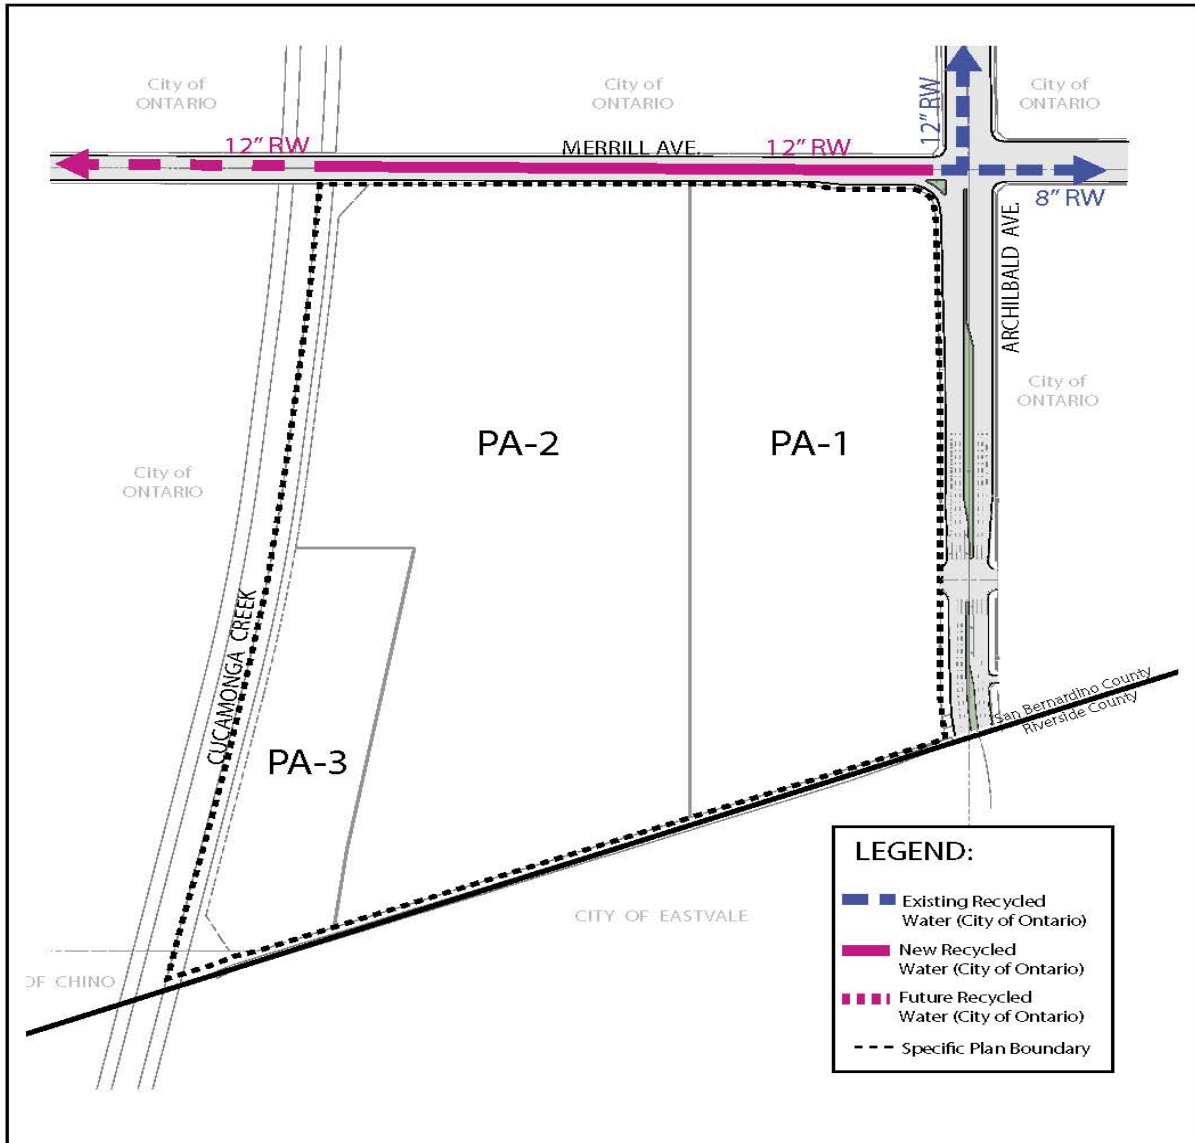 City of
ONTARIO
City of
ONTARIO
City of
ONTARIO
12" RW
12" RW
MERRILL AVE.
12" RW
8" RW
ARCHILBALD AVE.
City of
ONTARIO
City of
ONTARIO
PA-2
PA-1
CUCAMONGA CREEK
PA-3
San Bernardino County
Riverside County
CITY OF EASTVALE
OF CHINO
LEGEND:
Existing Recycled
Water (City of Ontario)
New Recycled
Water (City of Ontario)
Future Recycled
Water (City of Ontario)
Specific Plan Boundary